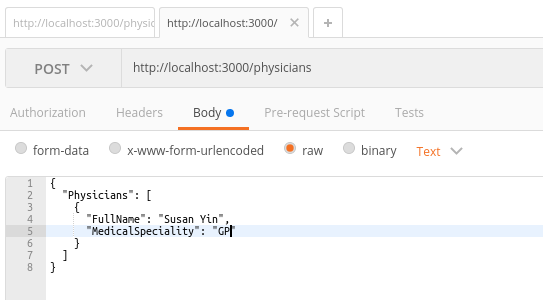 http://localhost:3000/physic http://localhost:3000/ × +
POST http://localhost:3000/physicians
Authorization Headers Body Pre-request Script Tests
form-data x-www-form-urlencoded raw binary Text
1 {
2 "Physicians": [
3 {
4 "FullName": "Susan Yin",
5 "MedicalSpeciality": "GP"
6 }
7 ]
8 }